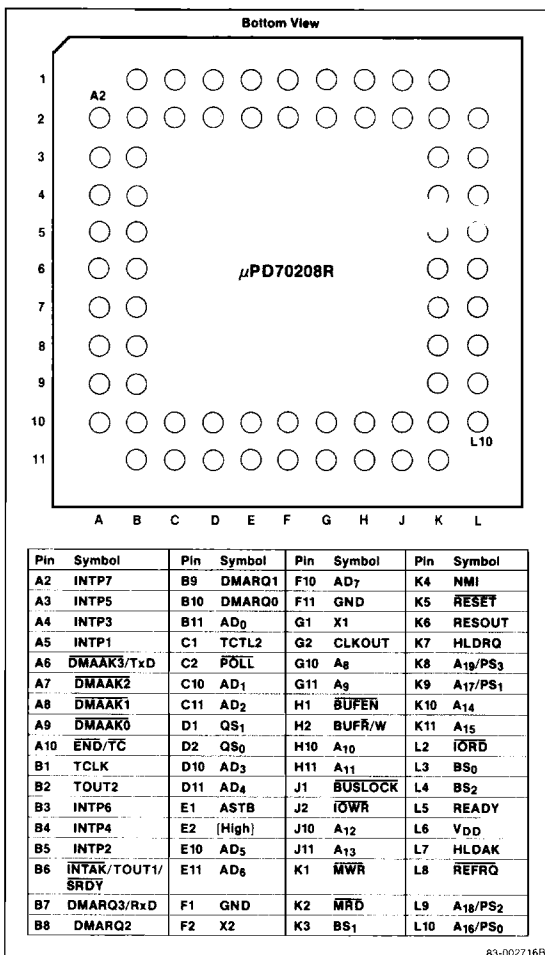 Bottom View
1
A2
2
3
4
5
6
μPD70208R
7
8
9
10
L10
11
A B C D E F G H J K L
Pin Symbol Pin Symbol Pin Symbol Pin Symbol
A2 INTP7 B9 DMARQ1 F10 AD7 K4 NMI
A3 INTP5 B10 DMARQ0 F11 GND K5 RESET
A4 INTP3 B11 AD0 G1 X1 K6 RESOUT
A5 INTP1 C1 TCTL2 G2 CLKOUT K7 HLDRQ
A6 DMAAK3/TxD C2 POLL G10 A8 K8 A19/PS3
A7 DMAAK2 C10 AD1 G11 A9 K9 A17/PS1
A8 DMAAK1 C11 AD2 H1 BUFEN K10 A14
A9 DMAAK0 D1 QS1 H2 BUFR/W K11 A15
A10 END/TC D2 QS0 H10 A10 L2 IORD
B1 TCLK D10 AD3 H11 A11 L3 BS0
B2 TOUT2 D11 AD4 J1 BUSLOCK L4 BS2
B3 INTP6 E1 ASTB J2 IOWR L5 READY
B4 INTP4 E2 [High] J10 A12 L6 VDD
B5 INTP2 E10 AD5 J11 A13 L7 HLDAK
B6 INTAK/TOUT1/ E11 AD6 K1 MWR L8 REFRQ
SRDY
B7 DMARQ3/RxD F1 GND K2 MRD L9 A18/PS2
B8 DMARQ2 F2 X2 K3 BS1 L10 A16/PS0
83-002716B